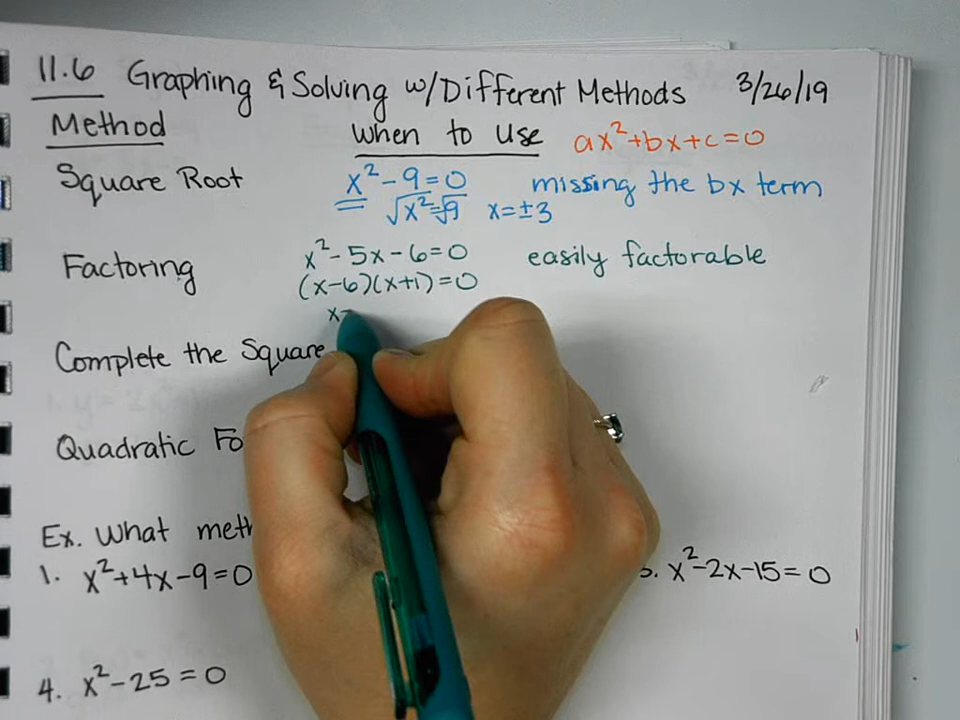 11.6 Graphing & Solving w/Different Methods 3/26/19
Method When to Use ax²+bx+c=0
Square Root x²-9=0 missing the bx term
√x²=√9 x=±3
Factoring x²-5x-6=0 easily factorable
(x-6)(x+1)=0
x=
Complete the Square
Quadratic Fo
Ex. What meth
1. x²+4x-9=0 x²-2x-15=0
4. x²-25=0